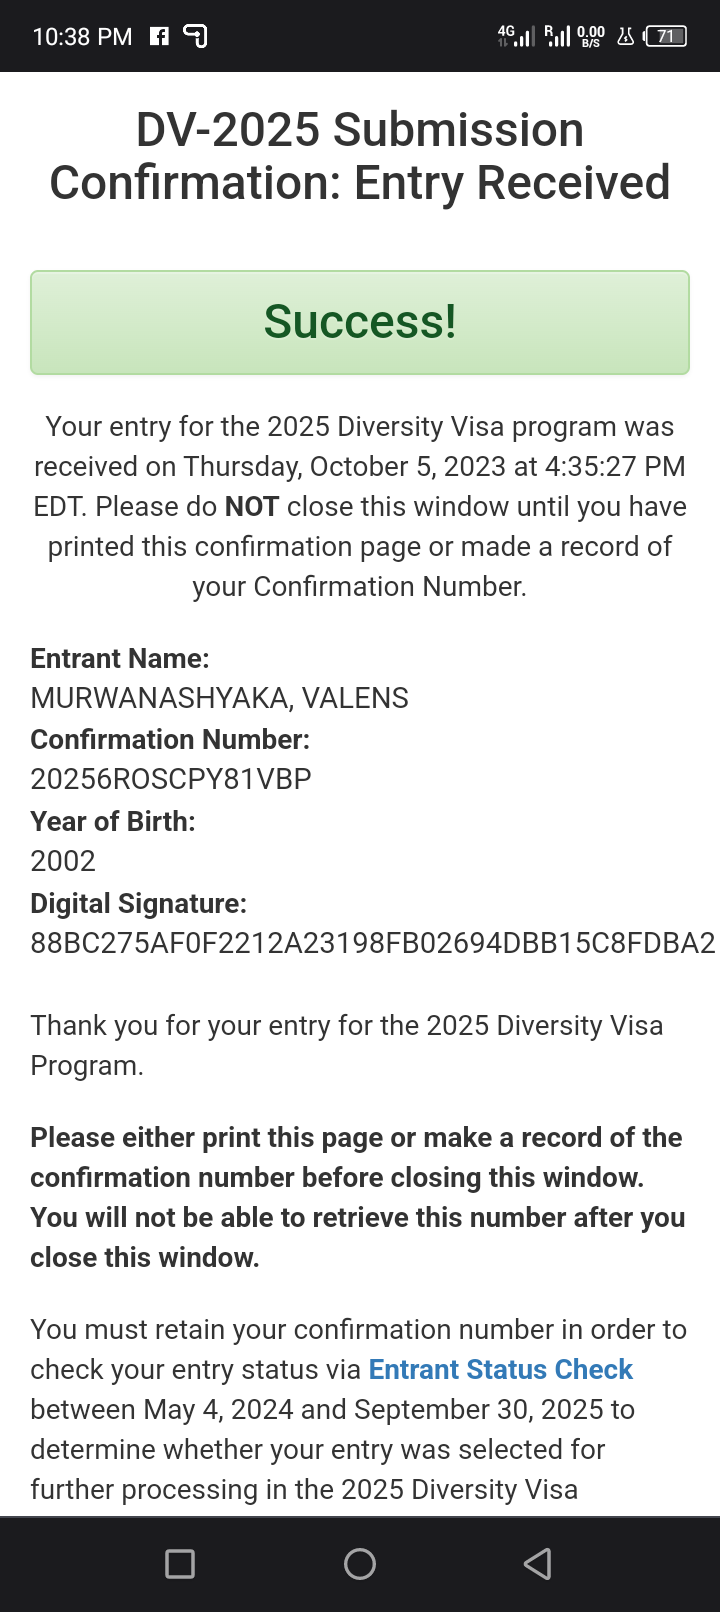 10:38 PM
4G R 0.00 B/S 71
DV-2025 Submission
Confirmation: Entry Received
Success!
Your entry for the 2025 Diversity Visa program was
received on Thursday, October 5, 2023 at 4:35:27 PM
EDT. Please do NOT close this window until you have
printed this confirmation page or made a record of
your Confirmation Number.
Entrant Name:
MURWANASHYAKA, VALENS
Confirmation Number:
20256ROSCPY81VBP
Year of Birth:
2002
Digital Signature:
88BC275AF0F2212A23198FB02694DBB15C8FDBA2
Thank you for your entry for the 2025 Diversity Visa
Program.
Please either print this page or make a record of the
confirmation number before closing this window.
You will not be able to retrieve this number after you
close this window.
You must retain your confirmation number in order to
check your entry status via Entrant Status Check
between May 4, 2024 and September 30, 2025 to
determine whether your entry was selected for
further processing in the 2025 Diversity Visa